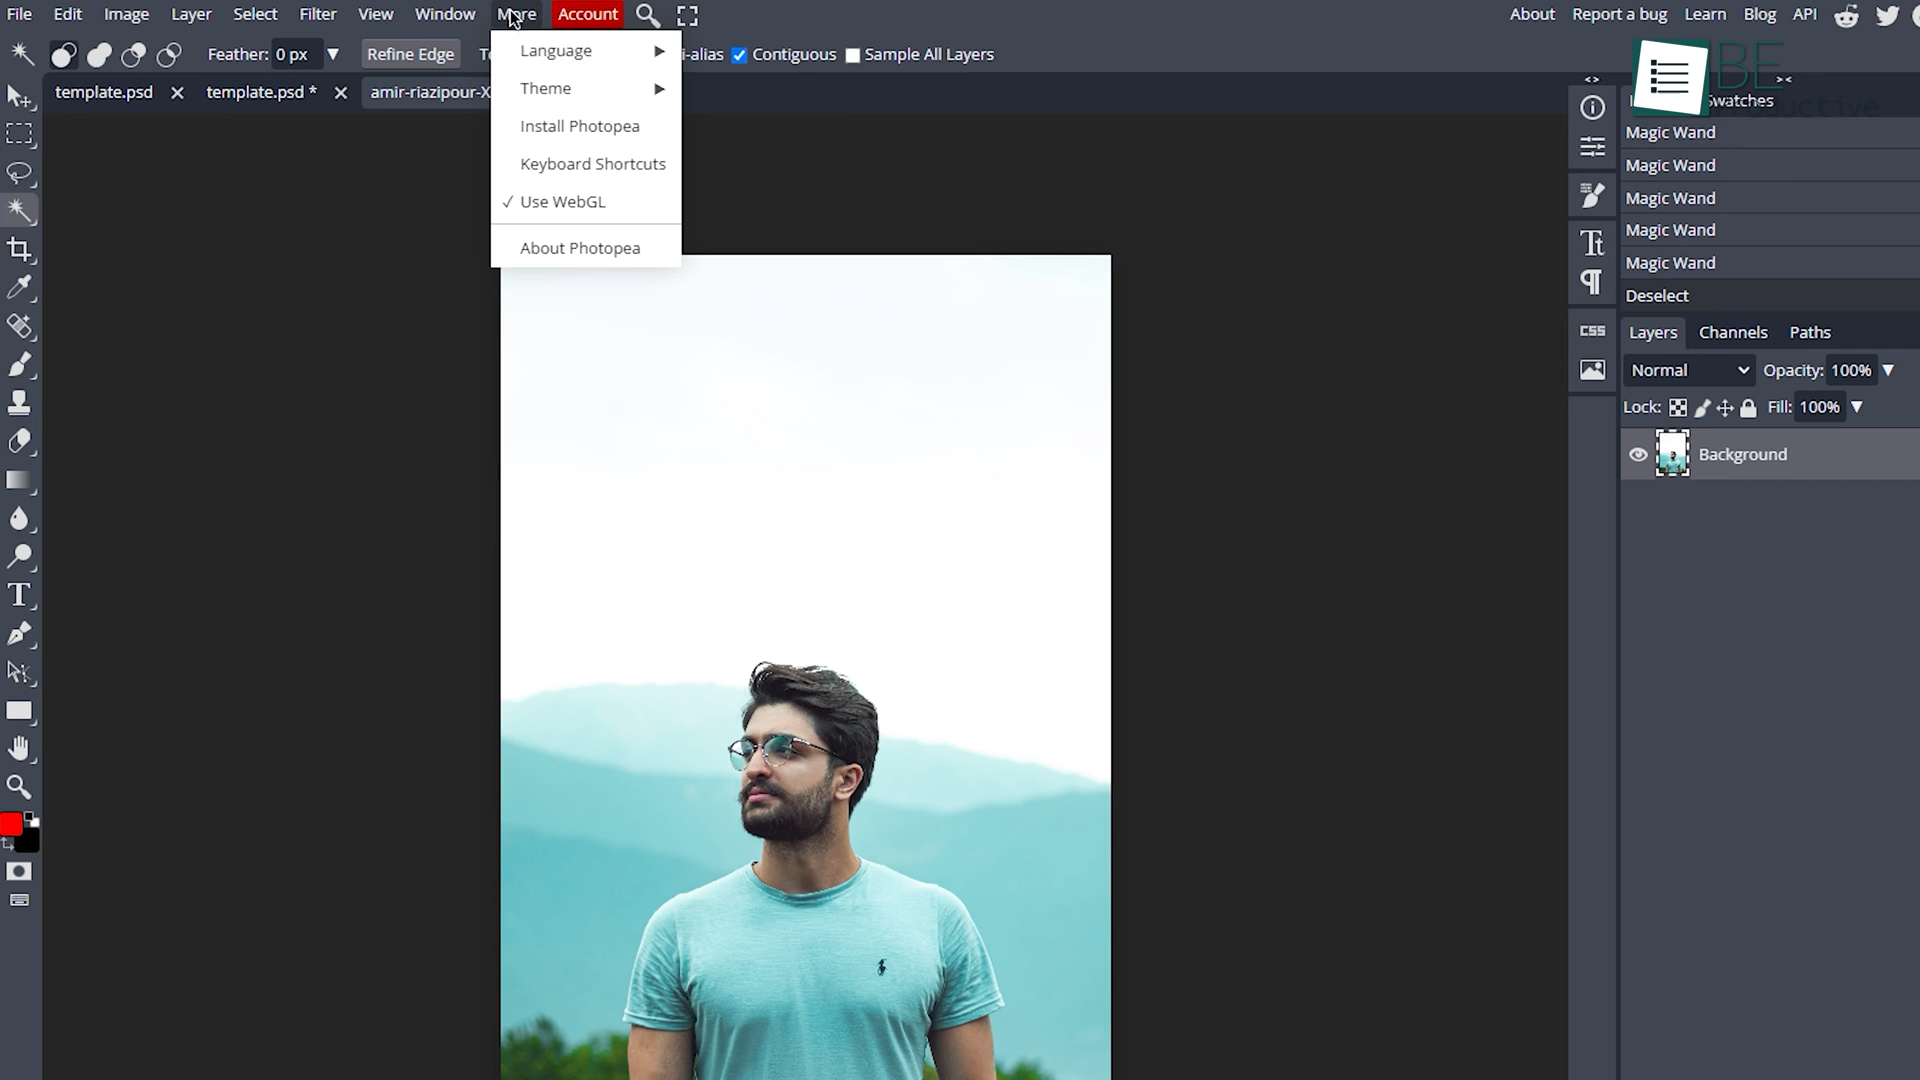 File Edit Image Layer Select Filter View Window More Account About Report a bug Learn Blog API
Feather: 0 px Refine Edge To i-alias Contiguous Sample All Layers
template.psd template.psd * amir-riazipour-X
Language
Theme
Install Photopea
Keyboard Shortcuts
Use WebGL
About Photopea
BE
Swatches
Magic Wand
Magic Wand
Magic Wand
Magic Wand
Magic Wand
Deselect
Layers Channels Paths
Normal Opacity: 100%
Lock: Fill: 100%
Background
CSS